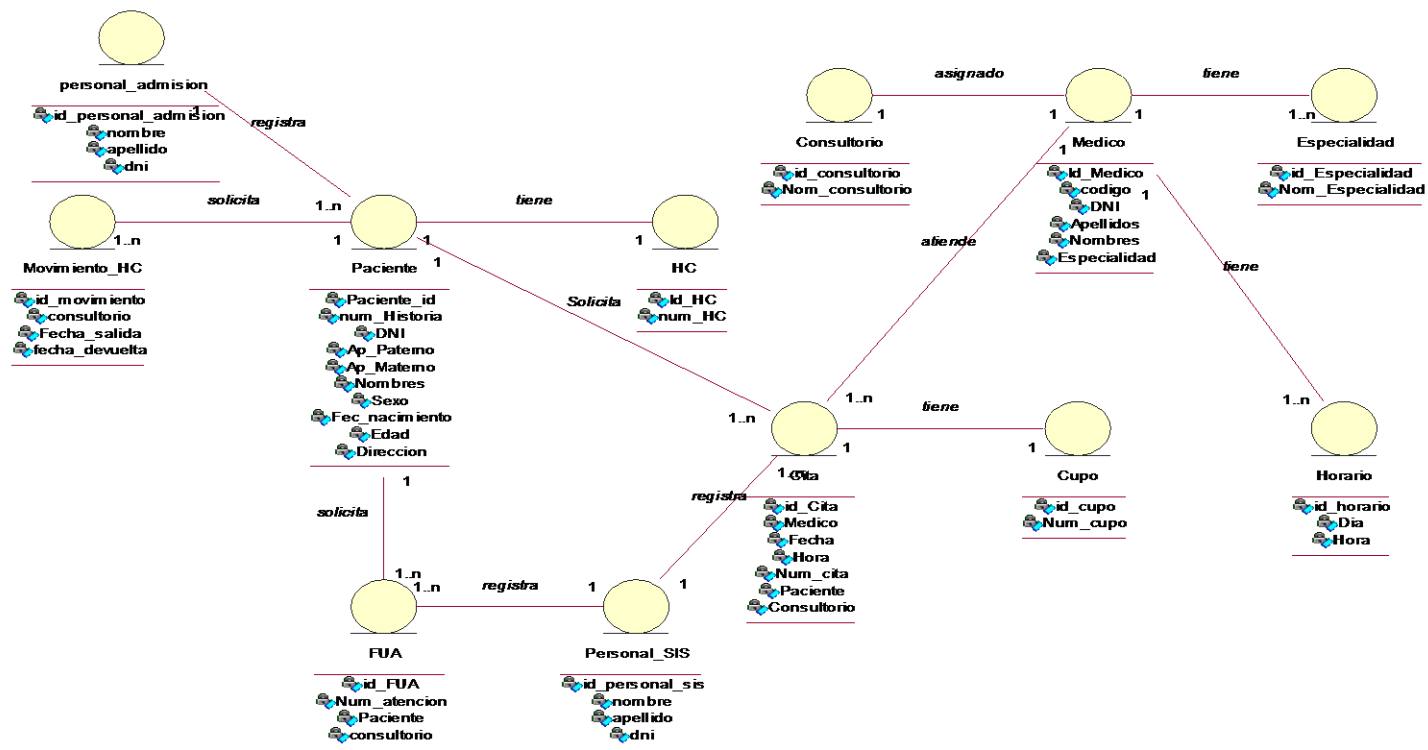 personal_admision
id_personal_admision
nombre
apellido
dni
1
registra
1..n
solicita
1..n
1
Movimiento_HC
id_movimiento
consultorio
Fecha_salida
fecha_devuelta
Paciente
Paciente_id
num_Historia
DNI
Ap_Paterno
Ap_Materno
Nombres
Sexo
Fec_nacimiento
Edad
Direccion
tiene
1
1
HC
Id_HC
num_HC
1
Solicita
1..n
asignado
1
1
Consultorio
id_consultorio
Nom_consultorio
Medico
Id_Medico
codigo
DNI
Apellidos
Nombres
Especialidad
tiene
1
1..n
Especialidad
id_Especialidad
Nom_Especialidad
1
atiende
1..n
1
tiene
1..n
Horario
id_horario
Dia
Hora
Cita
id_Cita
Medico
Fecha
Hora
Num_cita
Paciente
Consultorio
tiene
1
1
Cupo
id_cupo
Num_cupo
1..n
registra
1
1
solicita
1..n
FUA
id_FUA
Num_atencion
Paciente
consultorio
1..n
registra
1
Personal_SIS
id_personal_sis
nombre
apellido
dni